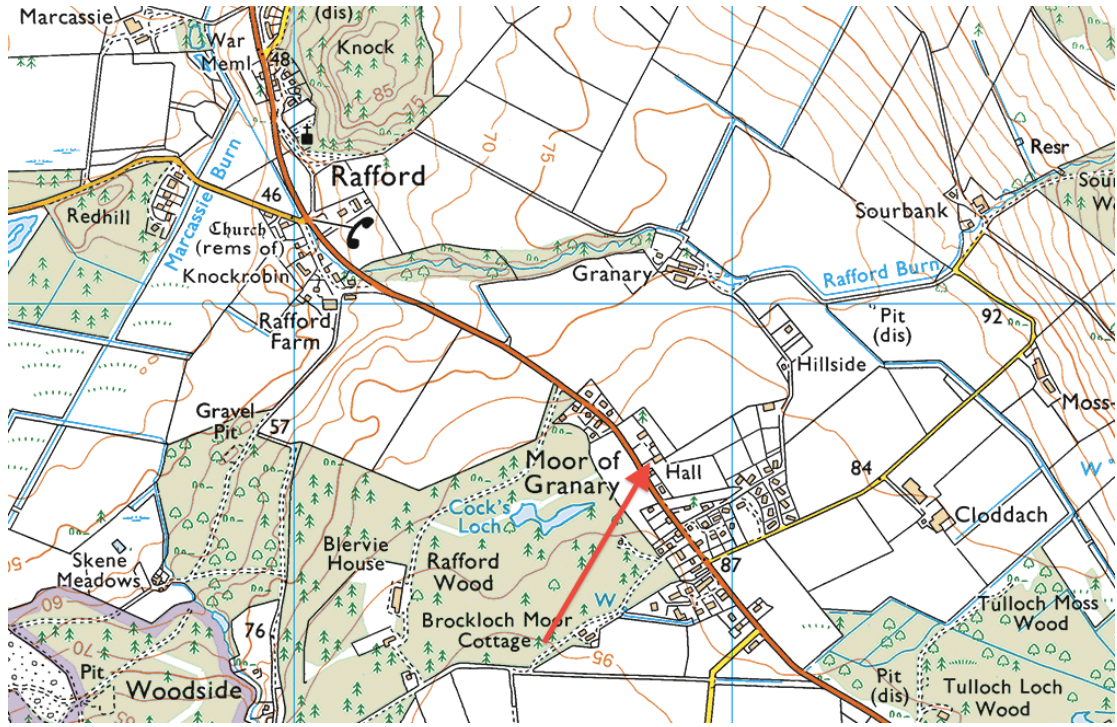 Marcassie
(dis)
War
Meml
Knock
48
85
75
70
75
Resr
Marcassie Burn
Rafford
Redhill
46
Church
(rems of)
Knockrobin
Sourbank
Granary
Rafford Burn
Rafford
Farm
Pit
(dis)
92
Hillside
Gravel
Pit
57
Moss-
Moor of
Granary
Hall
84
W
Cock's
Loch
Cloddach
Blervie
House
Rafford
Wood
Skene
Meadows
87
60
W
Brockloch Moor
Cottage
Tulloch Moss
Wood
76
70
95
Pit
Woodside
Pit
(dis)
Tulloch Loch
Wood